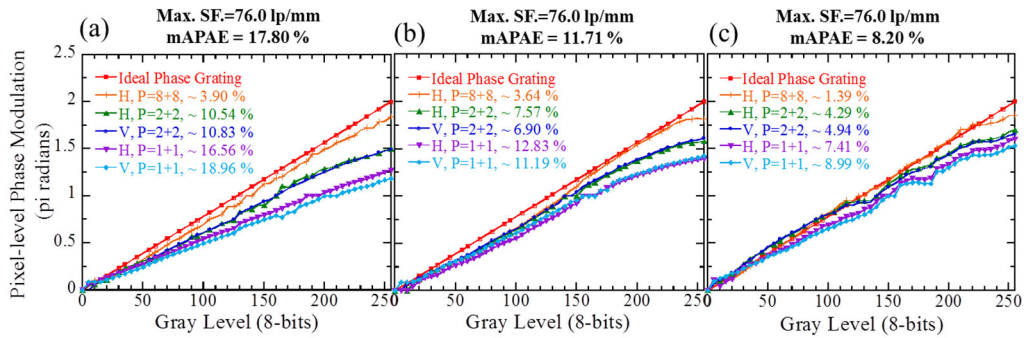 Max. SF.=76.0 lp/mm
mAPAE = 17.80 %
(a)
Ideal Phase Grating
H, P=8+8, ~ 3.90 %
H, P=2+2, ~ 10.54 %
V, P=2+2, ~ 10.83 %
H, P=1+1, ~ 16.56 %
V, P=1+1, ~ 18.96 %
Pixel-level Phase Modulation
(pi radians)
2.5
2
1.5
1
0.5
0
0 50 100 150 200 250
Gray Level (8-bits)
Max. SF.=76.0 lp/mm
mAPAE = 11.71 %
(b)
Ideal Phase Grating
H, P=8+8, ~ 3.64 %
H, P=2+2, ~ 7.57 %
V, P=2+2, ~ 6.90 %
H, P=1+1, ~ 12.83 %
V, P=1+1, ~ 11.19 %
50 100 150 200 250
Gray Level (8-bits)
Max. SF.=76.0 lp/mm
mAPAE = 8.20 %
(c)
Ideal Phase Grating
H, P=8+8, ~ 1.39 %
H, P=2+2, ~ 4.29 %
V, P=2+2, ~ 4.94 %
H, P=1+1, ~ 7.41 %
V, P=1+1, ~ 8.99 %
50 100 150 200 250
Gray Level (8-bits)